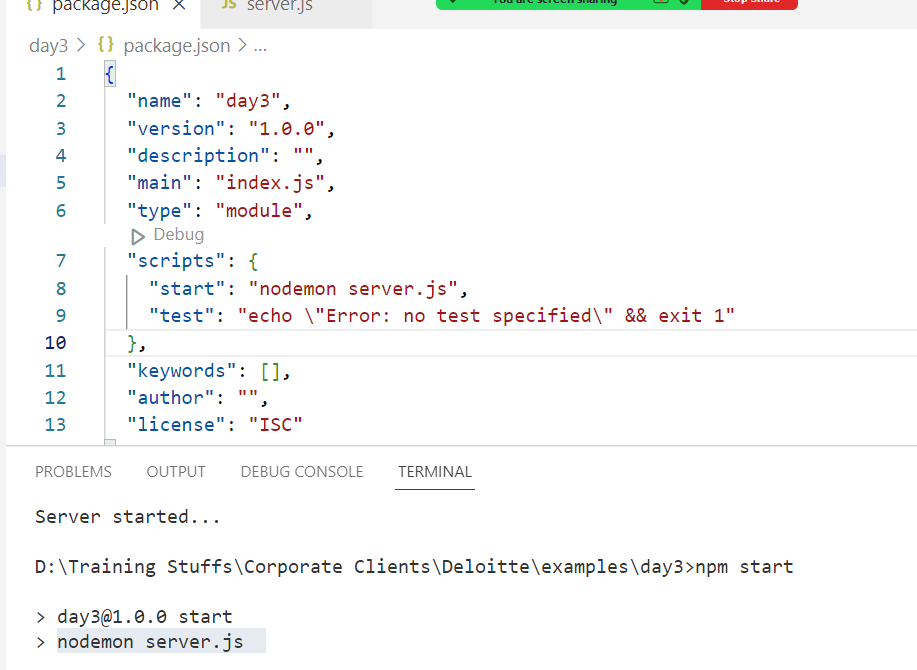 {} package.json ×
JS server.js
You are screen sharing
Stop Share
day3 > {} package.json > ...
1 {
2 "name": "day3",
3 "version": "1.0.0",
4 "description": "",
5 "main": "index.js",
6 "type": "module",
Debug
7 "scripts": {
8 "start": "nodemon server.js",
9 "test": "echo \"Error: no test specified\" && exit 1"
10 },
11 "keywords": [],
12 "author": "",
13 "license": "ISC"
PROBLEMS OUTPUT DEBUG CONSOLE TERMINAL
Server started...
D:\Training Stuffs\Corporate Clients\Deloitte\examples\day3>npm start
> day3@1.0.0 start
> nodemon server.js